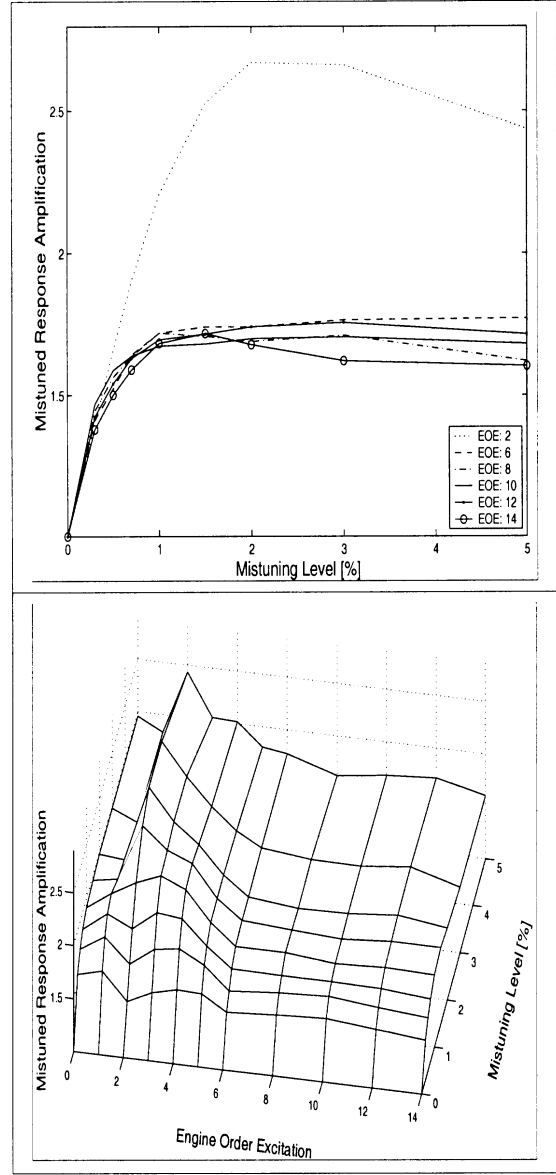 Mistuned Response Amplification
2.5
2
1.5
0
1
2
3
4
5
Mistuning Level [%]
EOE: 2
EOE: 6
EOE: 8
EOE: 10
EOE: 12
EOE: 14
Mistuned Response Amplification
2.5
2
1.5
0
2
4
6
8
10
12
14
Engine Order Excitation
0
1
2
3
4
5
Mistuning Level [%]